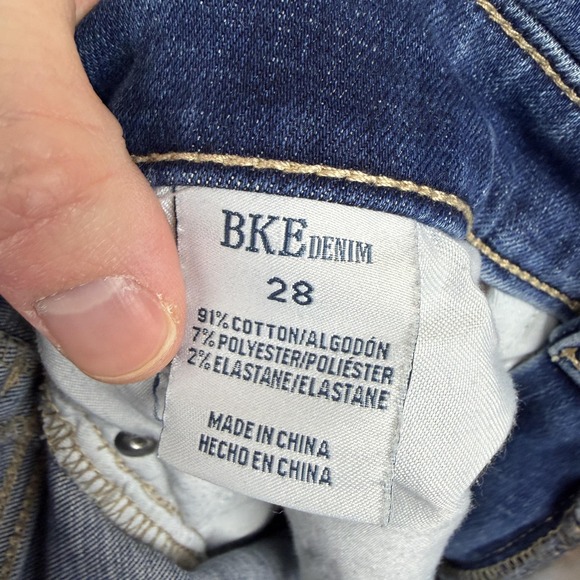 BKE DENIM
28
91% COTTON/ALGODÓN
7% POLYESTER/POLIÉSTER
2% ELASTANE/ELASTANE
MADE IN CHINA
HECHO EN CHINA